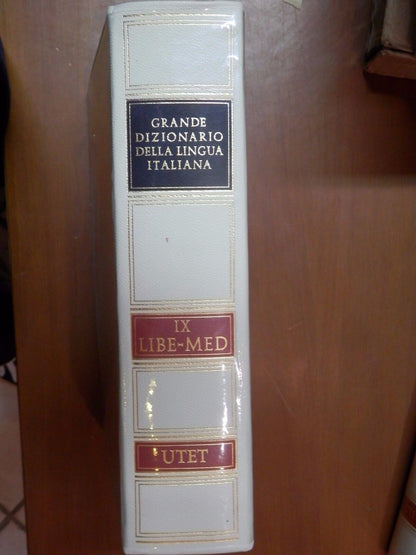 GRANDE
DIZIONARIO
DELLA LINGUA
ITALIANA
IX
LIBE-MED
UTET